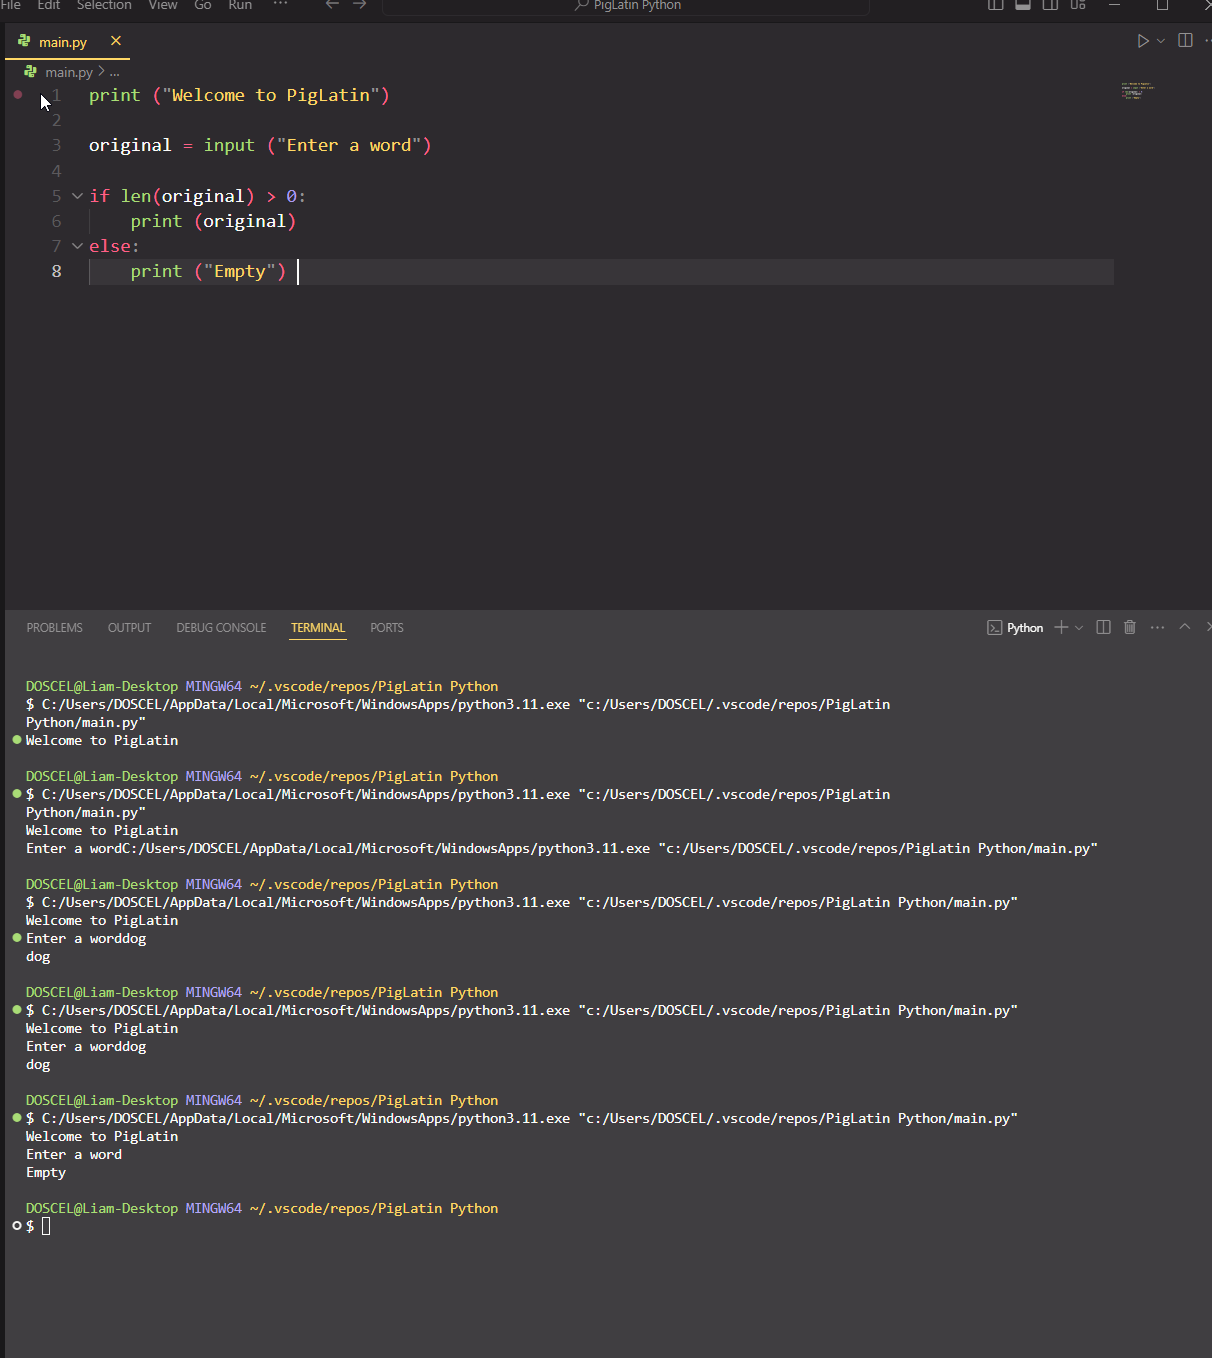 File Edit Selection View Go Run ··· ← → PigLatin Python
main.py ×
main.py > ...
1 print ("Welcome to PigLatin")
2
3 original = input ("Enter a word")
4
5 if len(original) > 0:
6 print (original)
7 else:
8 print ("Empty")
PROBLEMS OUTPUT DEBUG CONSOLE TERMINAL PORTS Python
DOSCEL@Liam-Desktop MINGW64 ~/.vscode/repos/PigLatin Python
$ C:/Users/DOSCEL/AppData/Local/Microsoft/WindowsApps/python3.11.exe "c:/Users/DOSCEL/.vscode/repos/PigLatin
Python/main.py"
Welcome to PigLatin
DOSCEL@Liam-Desktop MINGW64 ~/.vscode/repos/PigLatin Python
$ C:/Users/DOSCEL/AppData/Local/Microsoft/WindowsApps/python3.11.exe "c:/Users/DOSCEL/.vscode/repos/PigLatin
Python/main.py"
Welcome to PigLatin
Enter a wordC:/Users/DOSCEL/AppData/Local/Microsoft/WindowsApps/python3.11.exe "c:/Users/DOSCEL/.vscode/repos/PigLatin Python/main.py"
DOSCEL@Liam-Desktop MINGW64 ~/.vscode/repos/PigLatin Python
$ C:/Users/DOSCEL/AppData/Local/Microsoft/WindowsApps/python3.11.exe "c:/Users/DOSCEL/.vscode/repos/PigLatin Python/main.py"
Welcome to PigLatin
Enter a worddog
dog
DOSCEL@Liam-Desktop MINGW64 ~/.vscode/repos/PigLatin Python
$ C:/Users/DOSCEL/AppData/Local/Microsoft/WindowsApps/python3.11.exe "c:/Users/DOSCEL/.vscode/repos/PigLatin Python/main.py"
Welcome to PigLatin
Enter a worddog
dog
DOSCEL@Liam-Desktop MINGW64 ~/.vscode/repos/PigLatin Python
$ C:/Users/DOSCEL/AppData/Local/Microsoft/WindowsApps/python3.11.exe "c:/Users/DOSCEL/.vscode/repos/PigLatin Python/main.py"
Welcome to PigLatin
Enter a word
Empty
DOSCEL@Liam-Desktop MINGW64 ~/.vscode/repos/PigLatin Python
$